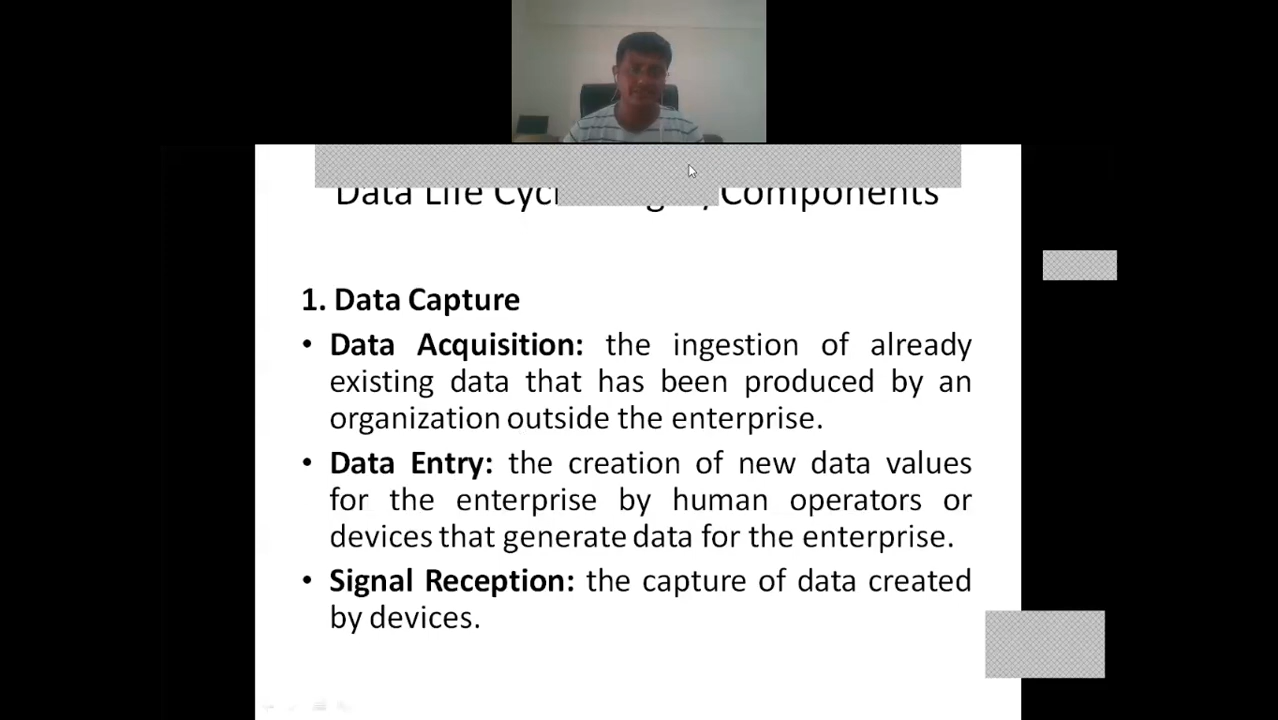 Data Life Cycl Components
1. Data Capture
• Data Acquisition: the ingestion of already
existing data that has been produced by an
organization outside the enterprise.
• Data Entry: the creation of new data values
for the enterprise by human operators or
devices that generate data for the enterprise.
• Signal Reception: the capture of data created
by devices.